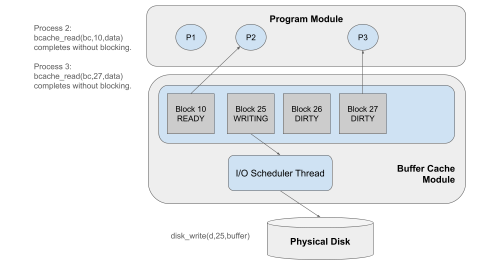 Program Module
Process 2:
bcache_read(bc,10,data)
completes without blocking.
Process 3:
bcache_read(bc,27,data)
completes without blocking.
P1
P2
P3
Block 10
READY
Block 25
WRITING
Block 26
DIRTY
Block 27
DIRTY
I/O Scheduler Thread
Buffer Cache
Module
disk_write(d,25,buffer)
Physical Disk